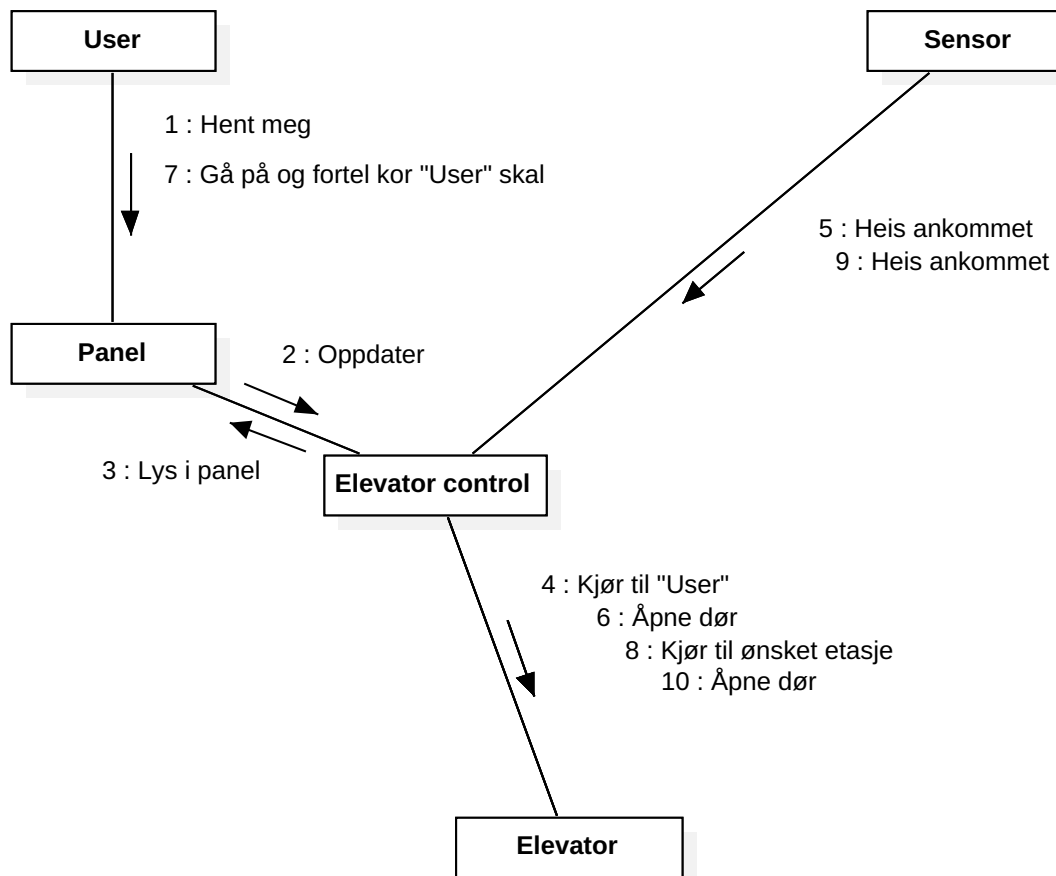 User
Sensor
1 : Hent meg
7 : Gå på og fortel kor "User" skal
5 : Heis ankommet
9 : Heis ankommet
Panel
2 : Oppdater
3 : Lys i panel
Elevator control
4 : Kjør til "User"
6 : Åpne dør
8 : Kjør til ønsket etasje
10 : Åpne dør
Elevator